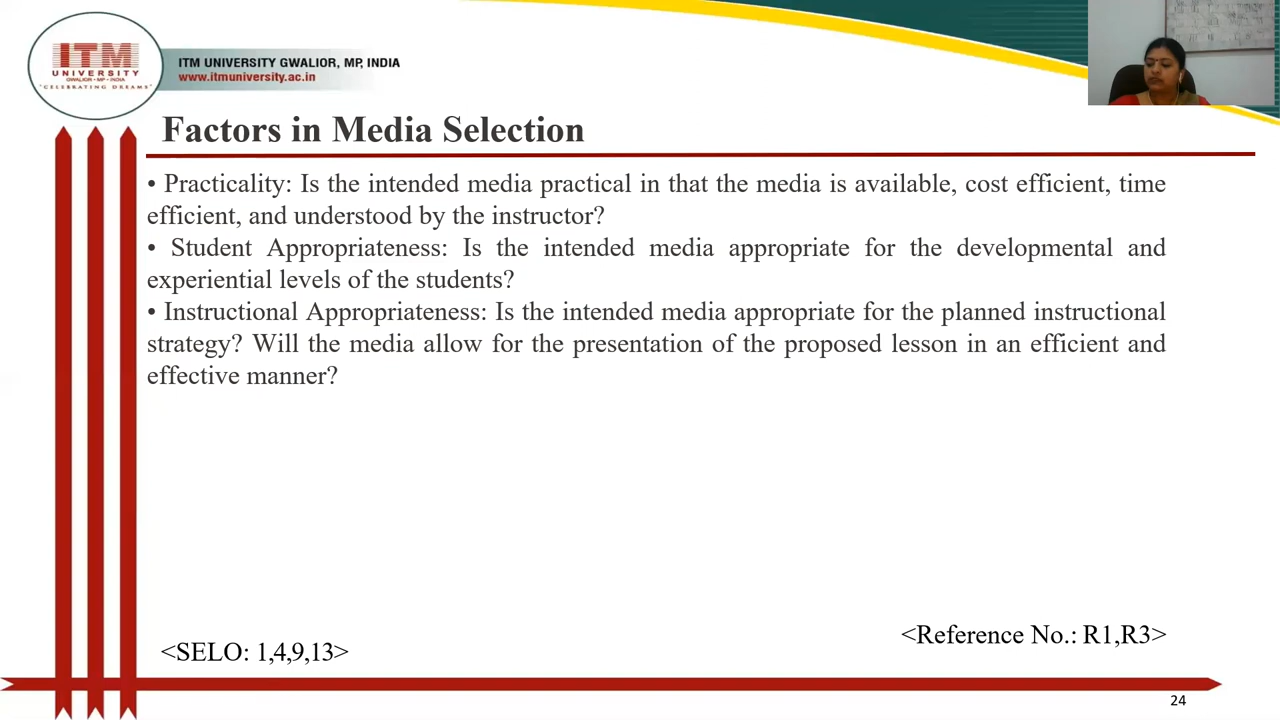 ITM
UNIVERSITY
GWALIOR • MP • INDIA
"CELEBRATING DREAMS"
ITM UNIVERSITY GWALIOR, MP, INDIA
www.itmuniversity.ac.in
Factors in Media Selection
• Practicality: Is the intended media practical in that the media is available, cost efficient, time
efficient, and understood by the instructor?
• Student Appropriateness: Is the intended media appropriate for the developmental and
experiential levels of the students?
• Instructional Appropriateness: Is the intended media appropriate for the planned instructional
strategy? Will the media allow for the presentation of the proposed lesson in an efficient and
effective manner?
<Reference No.: R1,R3>
<SELO: 1,4,9,13>
24